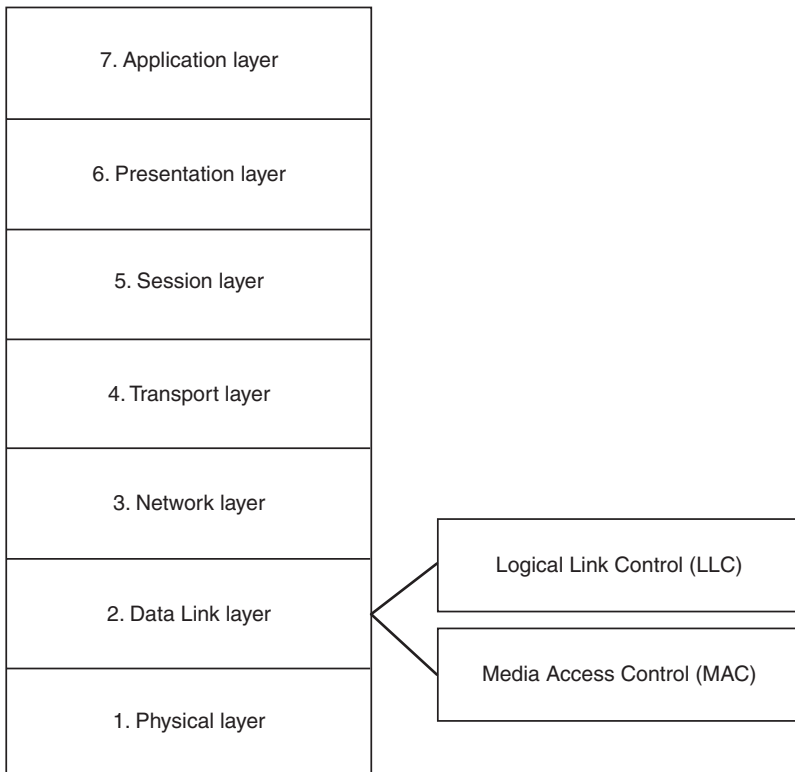 7. Application layer
6. Presentation layer
5. Session layer
4. Transport layer
3. Network layer
Logical Link Control (LLC)
2. Data Link layer
Media Access Control (MAC)
1. Physical layer